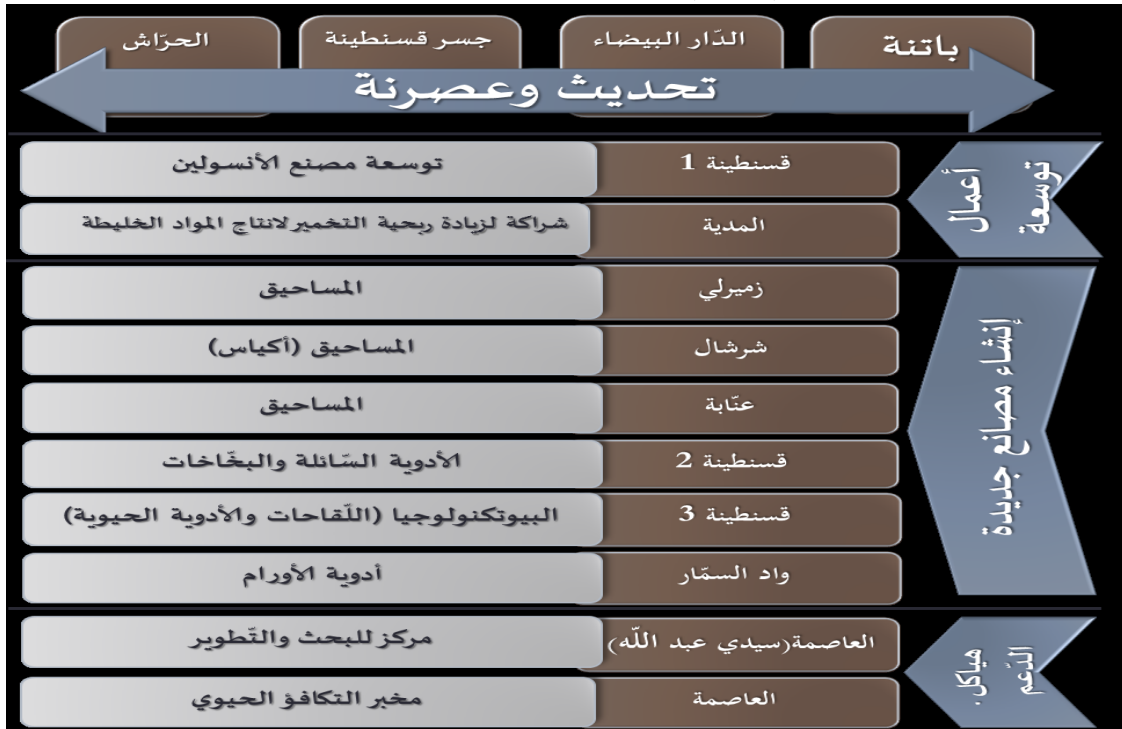 باتنة
الدّار البيضاء
جسر قسنطينة
الحرّاش
تحديث وعصرنة
أعمال توسعة
قسنطينة 1
توسعة مصنع الأنسولين
المدية
شراكة لزيادة ربحية التخمير لانتاج المواد الخليطة
إنشاء مصانع جديدة
زميرلي
المساحيق
شرشال
المساحيق (أكياس)
عنّابة
المساحيق
قسنطينة 2
الأدوية السّائلة والبخّاخات
قسنطينة 3
البيوتكنولوجيا (اللّقاحات والأدوية الحيوية)
واد السمّار
أدوية الأورام
هياكل الدّعم .
العاصمة(سيدي عبد اللّه)
مركز للبحث والتّطوير
العاصمة
مخبر التكافؤ الحيوي